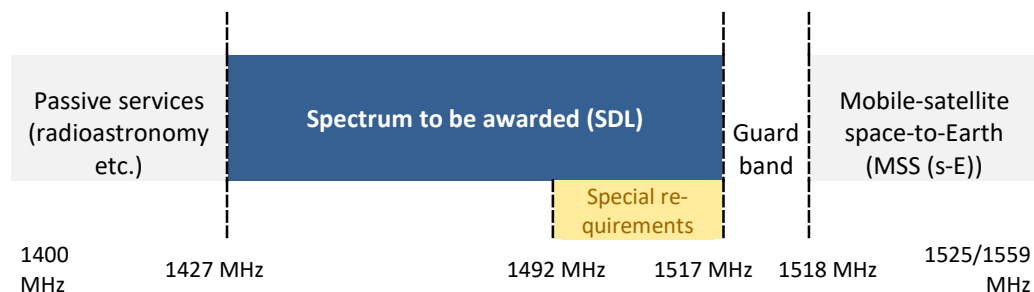 Passive services
(radioastronomy
etc.)
Spectrum to be awarded (SDL)
Guard
band
Mobile-satellite
space-to-Earth
(MSS (s-E))
Special re-
quirements
1400
MHz
1427 MHz
1492 MHz
1517 MHz
1518 MHz
1525/1559
MHz